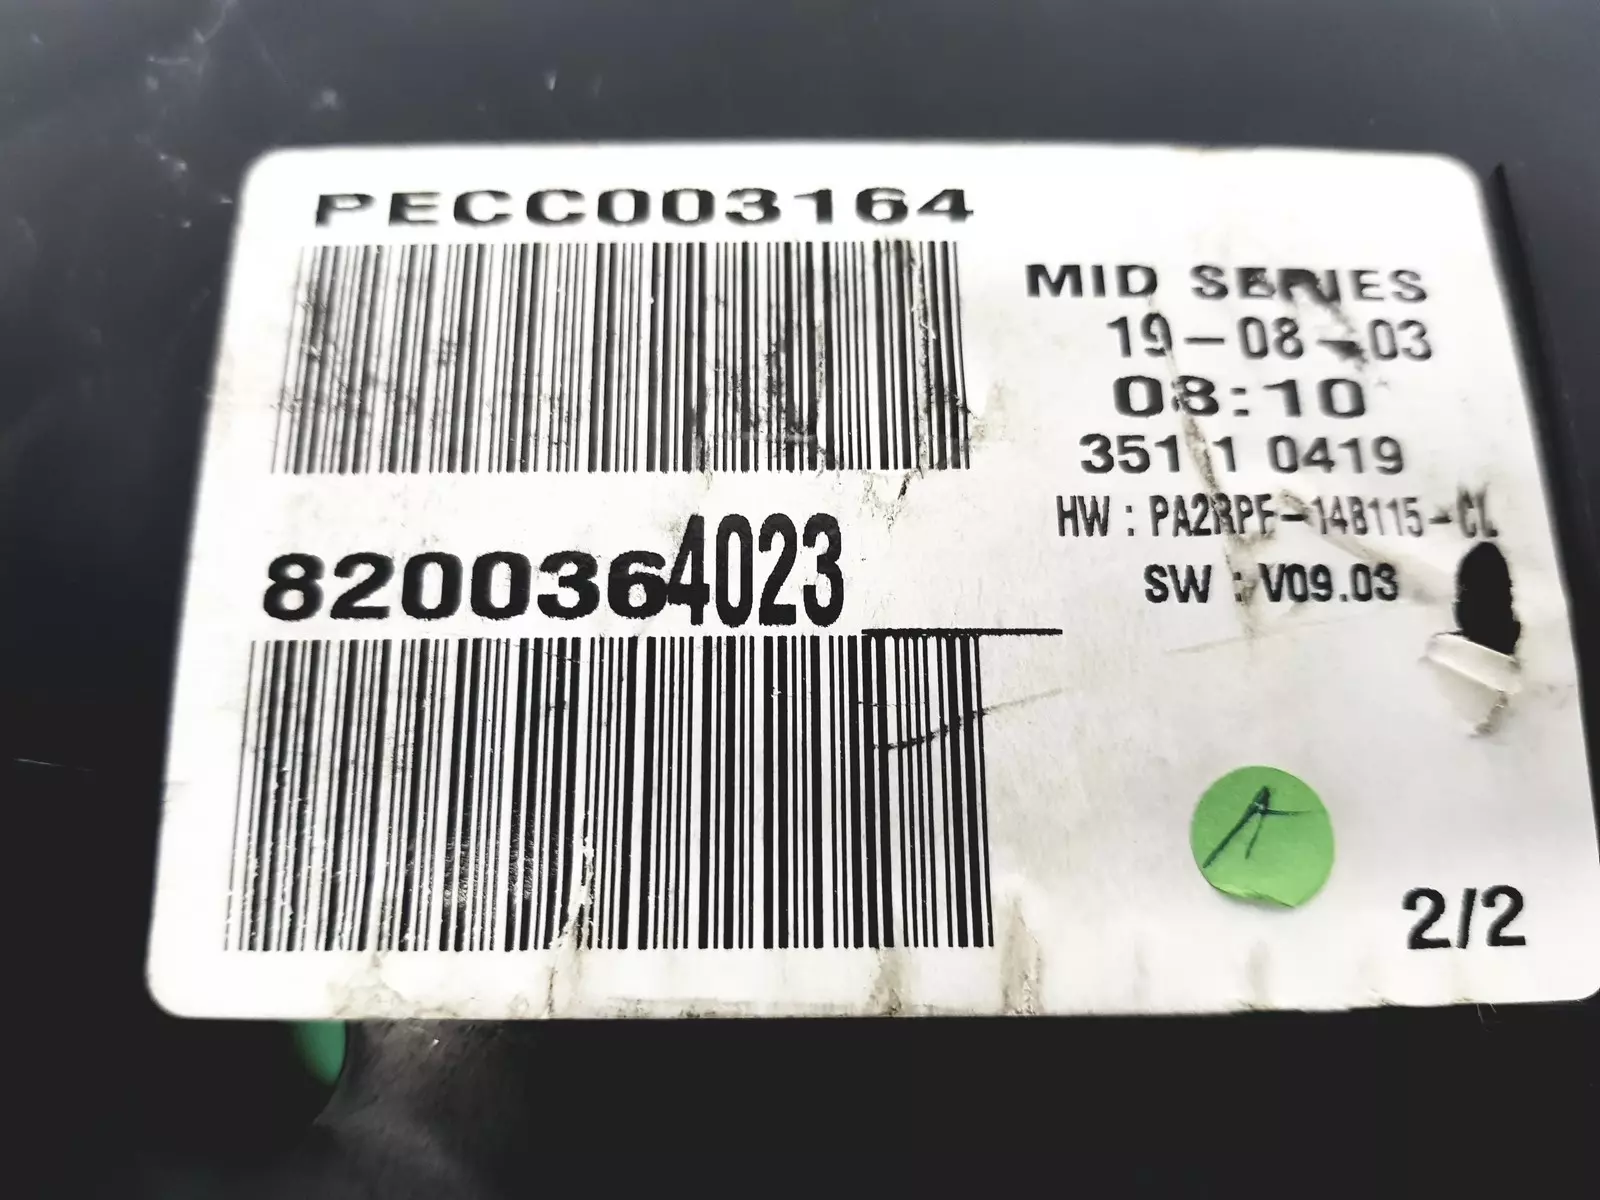 PECC003164
MID SERIES
19-08-03
08:10
351 1 0419
HW : PA2RPF-14B115-CL
8200364023
SW : V09.03
A
2/2